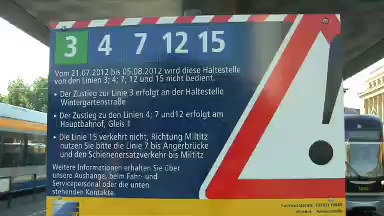 3 4 7 12 15
Vom 21.07.2012 bis 05.08.2012 wird diese Haltestelle
von den Linien 3; 4; 7; 12 und 15 nicht bedient.
• Der Zustieg zur Linie 3 erfolgt an der Haltestelle
Wintergartenstraße
• Der Zustieg zu den Linien 4; 7 und12 erfolgt am
Hauptbahnhof, Gleis 1
• Die Linie 15 verkehrt nicht, Richtung Miltitz
nutzen Sie bitte die Linie 7 bis Angerbrücke
und den Schienenersatzverkehr bis Miltitz
Weitere Informationen erhalten Sie über
unsere Aushänge, beim Fahr- und
Servicepersonal oder die unten
stehenden Kontakte.